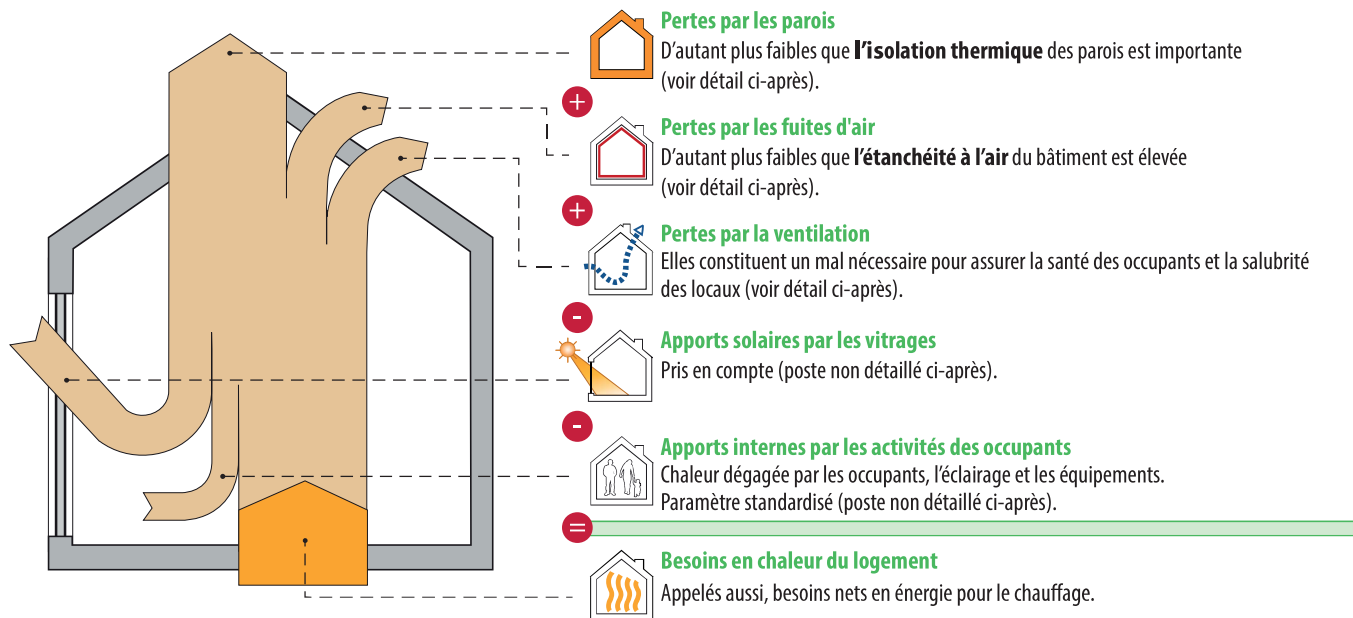 Pertes par les parois
D’autant plus faibles que l’isolation thermique des parois est importante
(voir détail ci-après).
+
Pertes par les fuites d'air
D’autant plus faibles que l’étanchéité à l’air du bâtiment est élevée
(voir détail ci-après).
+
Pertes par la ventilation
Elles constituent un mal nécessaire pour assurer la santé des occupants et la salubrité
des locaux (voir détail ci-après).
-
Apports solaires par les vitrages
Pris en compte (poste non détaillé ci-après).
-
Apports internes par les activités des occupants
Chaleur dégagée par les occupants, l’éclairage et les équipements.
Paramètre standardisé (poste non détaillé ci-après).
=
Besoins en chaleur du logement
Appelés aussi, besoins nets en énergie pour le chauffage.